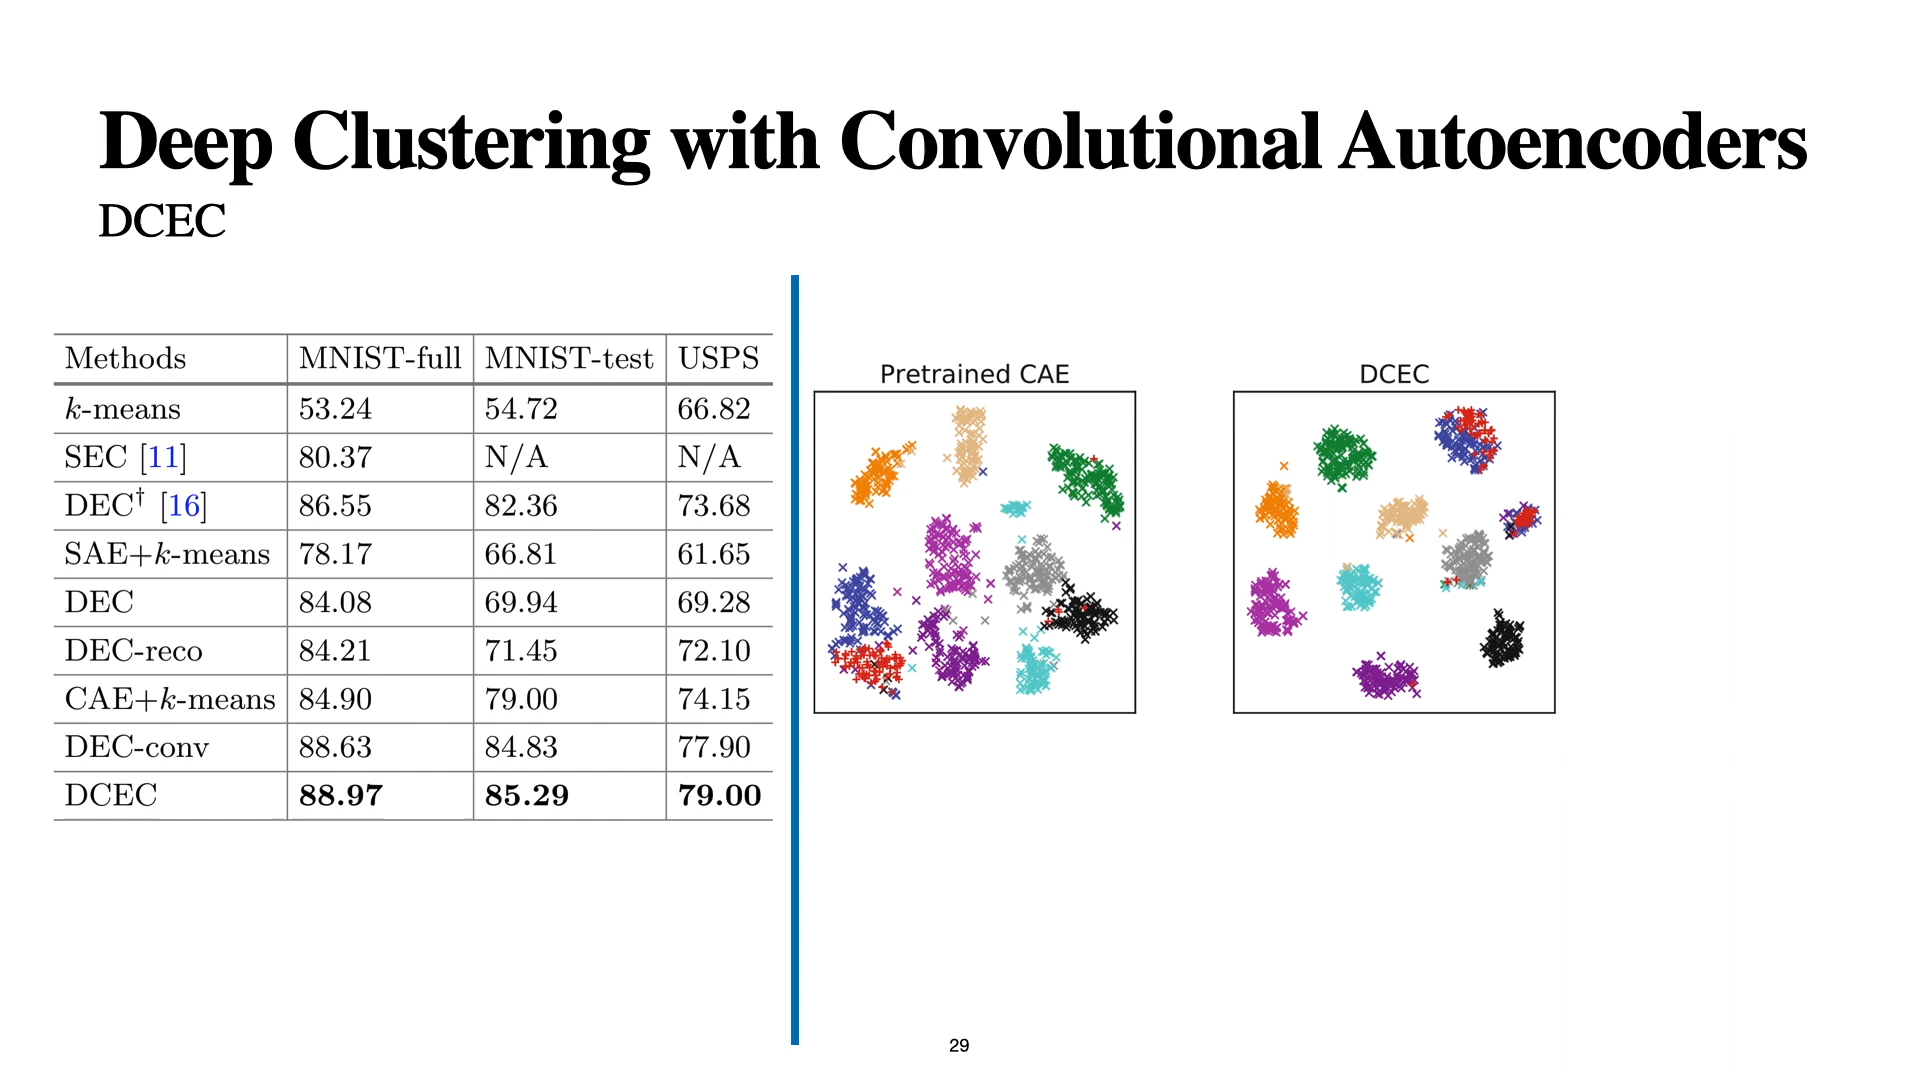 Deep Clustering with Convolutional Autoencoders
DCEC
Methods MNIST-full MNIST-test USPS
k-means 53.24 54.72 66.82
SEC [11] 80.37 N/A N/A
DEC† [16] 86.55 82.36 73.68
SAE+k-means 78.17 66.81 61.65
DEC 84.08 69.94 69.28
DEC-reco 84.21 71.45 72.10
CAE+k-means 84.90 79.00 74.15
DEC-conv 88.63 84.83 77.90
DCEC 88.97 85.29 79.00
Pretrained CAE
DCEC
29